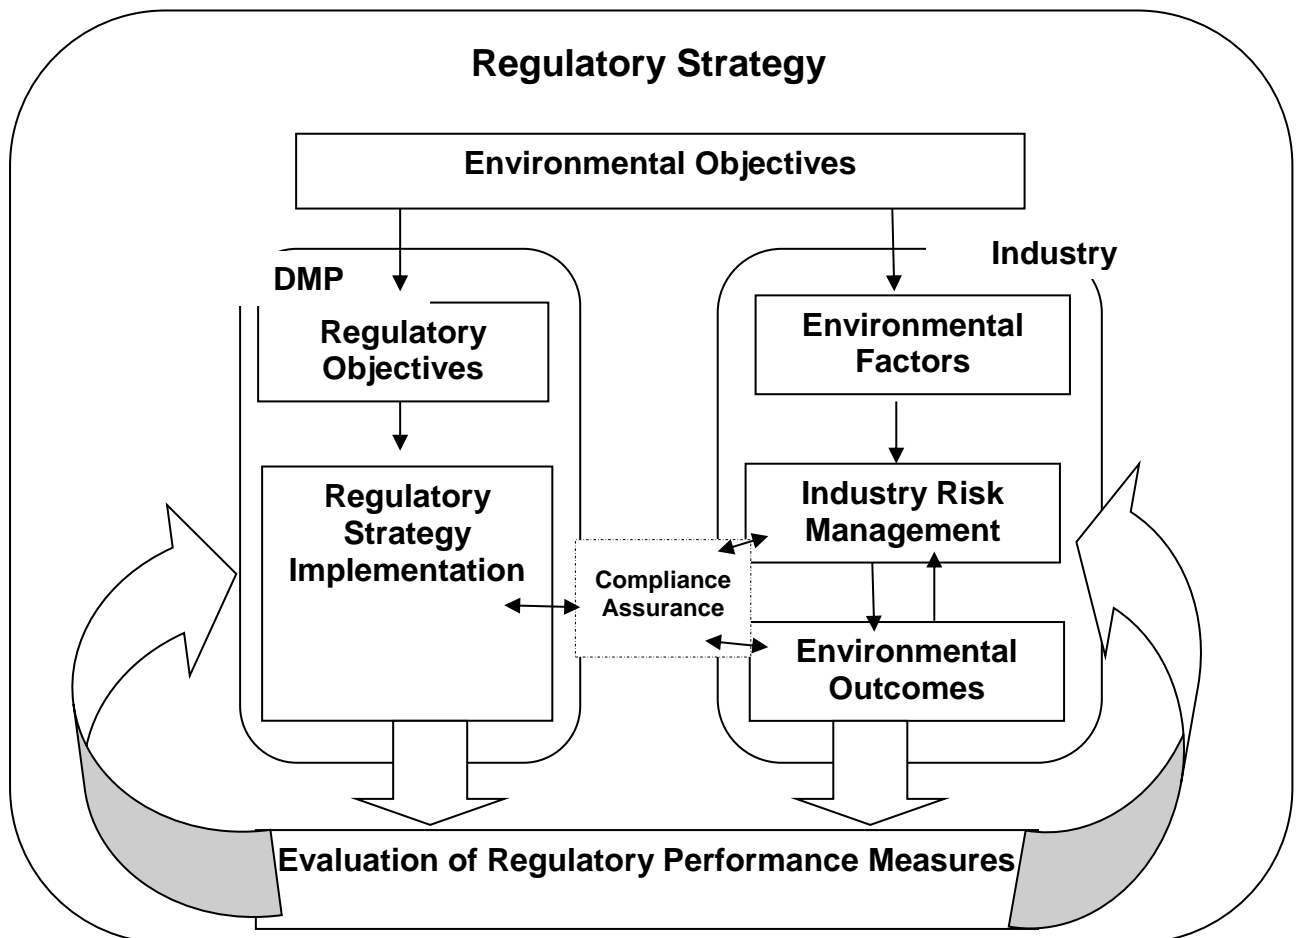 Regulatory Strategy
Environmental Objectives
DMP
Industry
Regulatory
Objectives
Environmental
Factors
Regulatory
Strategy
Implementation
Industry Risk
Management
Compliance
Assurance
Environmental
Outcomes
Evaluation of Regulatory Performance Measures